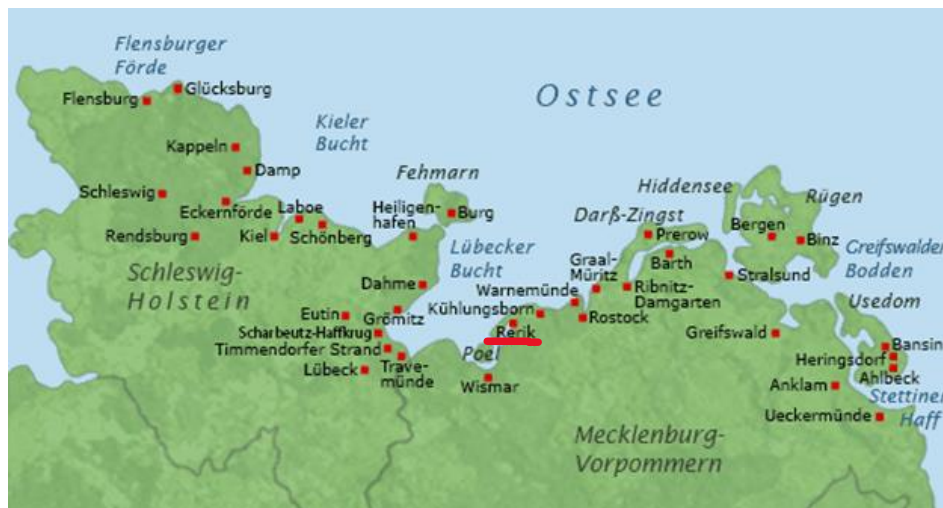 Flensburger
Förde
Glücksburg
Flensburg
Ostsee
Kieler
Bucht
Kappeln
Damp
Fehmarn
Schleswig
Hiddensee
Rügen
Eckernförde
Laboe
Heiligen-
hafen
Burg
Darß-Zingst
Bergen
Rendsburg
Kiel
Schönberg
Prerow
Binz
Lübecker
Bucht
Greifswalder
Bodden
Schleswig-
Holstein
Graal-
Müritz
Barth
Stralsund
Dahme
Warnemünde
Ribnitz-
Damgarten
Usedom
Eutin
Grömitz
Kühlungsborn
Rostock
Scharbeutz-Haffkrug
Rerik
Greifswald
Timmendorfer Strand
Poel
Bansin
Lübeck
Trave-
münde
Heringsdorf
Wismar
Anklam
Ahlbeck
Stettiner
Haff
Ueckermünde
Mecklenburg-
Vorpommern